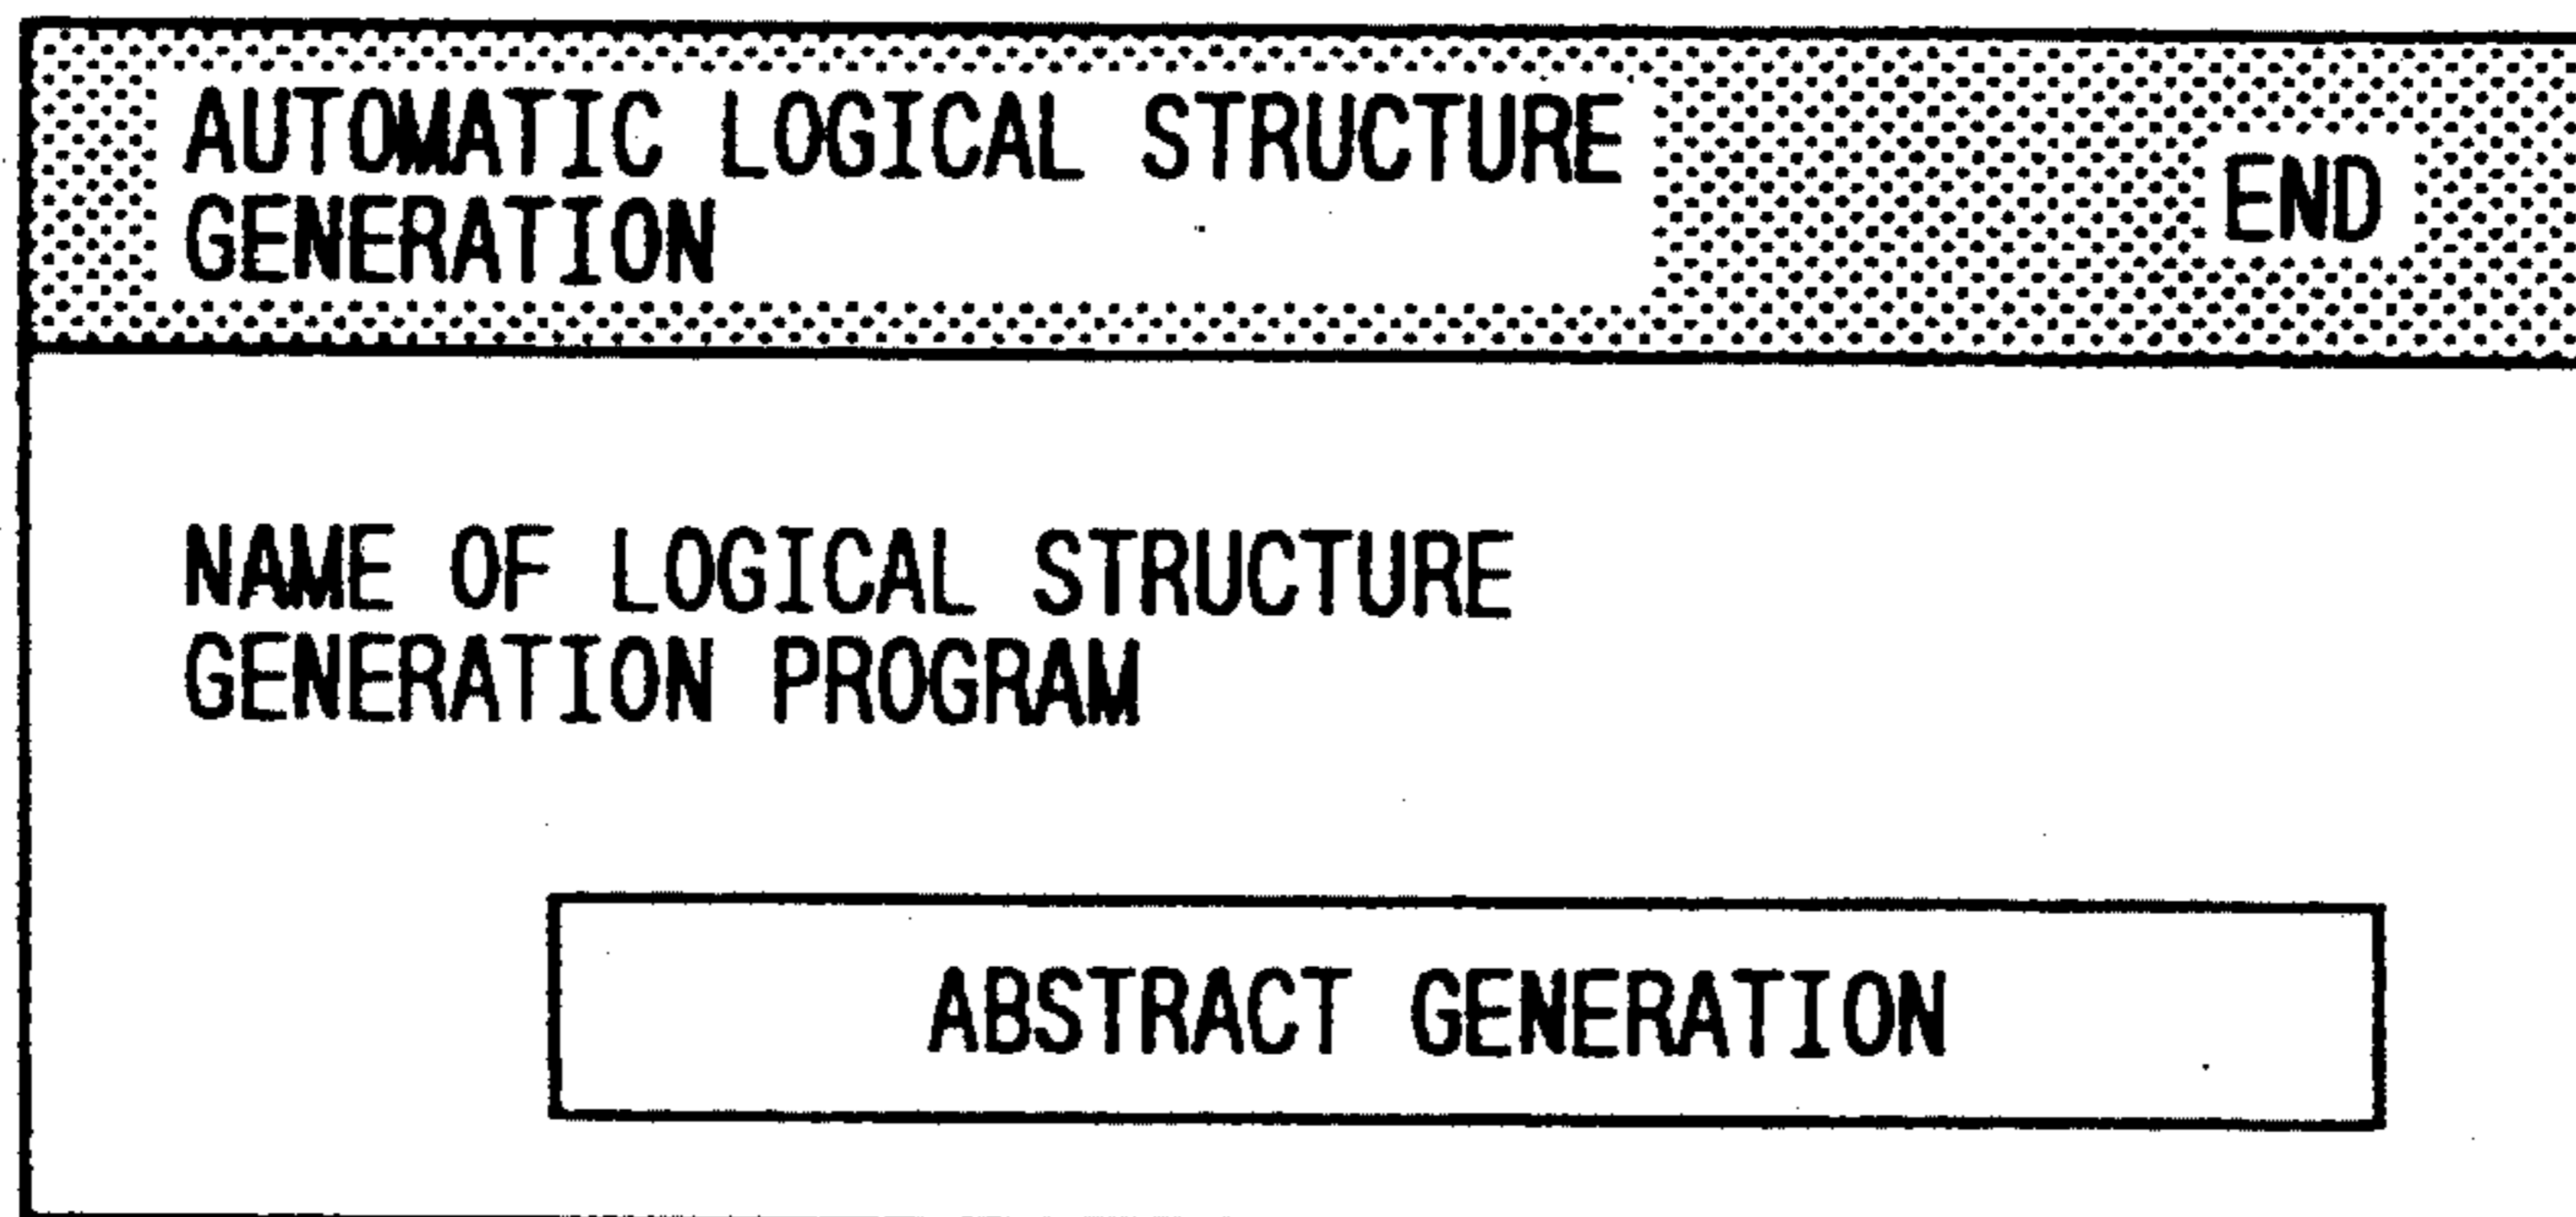 AUTOMATIC LOGICAL STRUCTURE
GENERATION
END
NAME OF LOGICAL STRUCTURE
GENERATION PROGRAM
ABSTRACT GENERATION